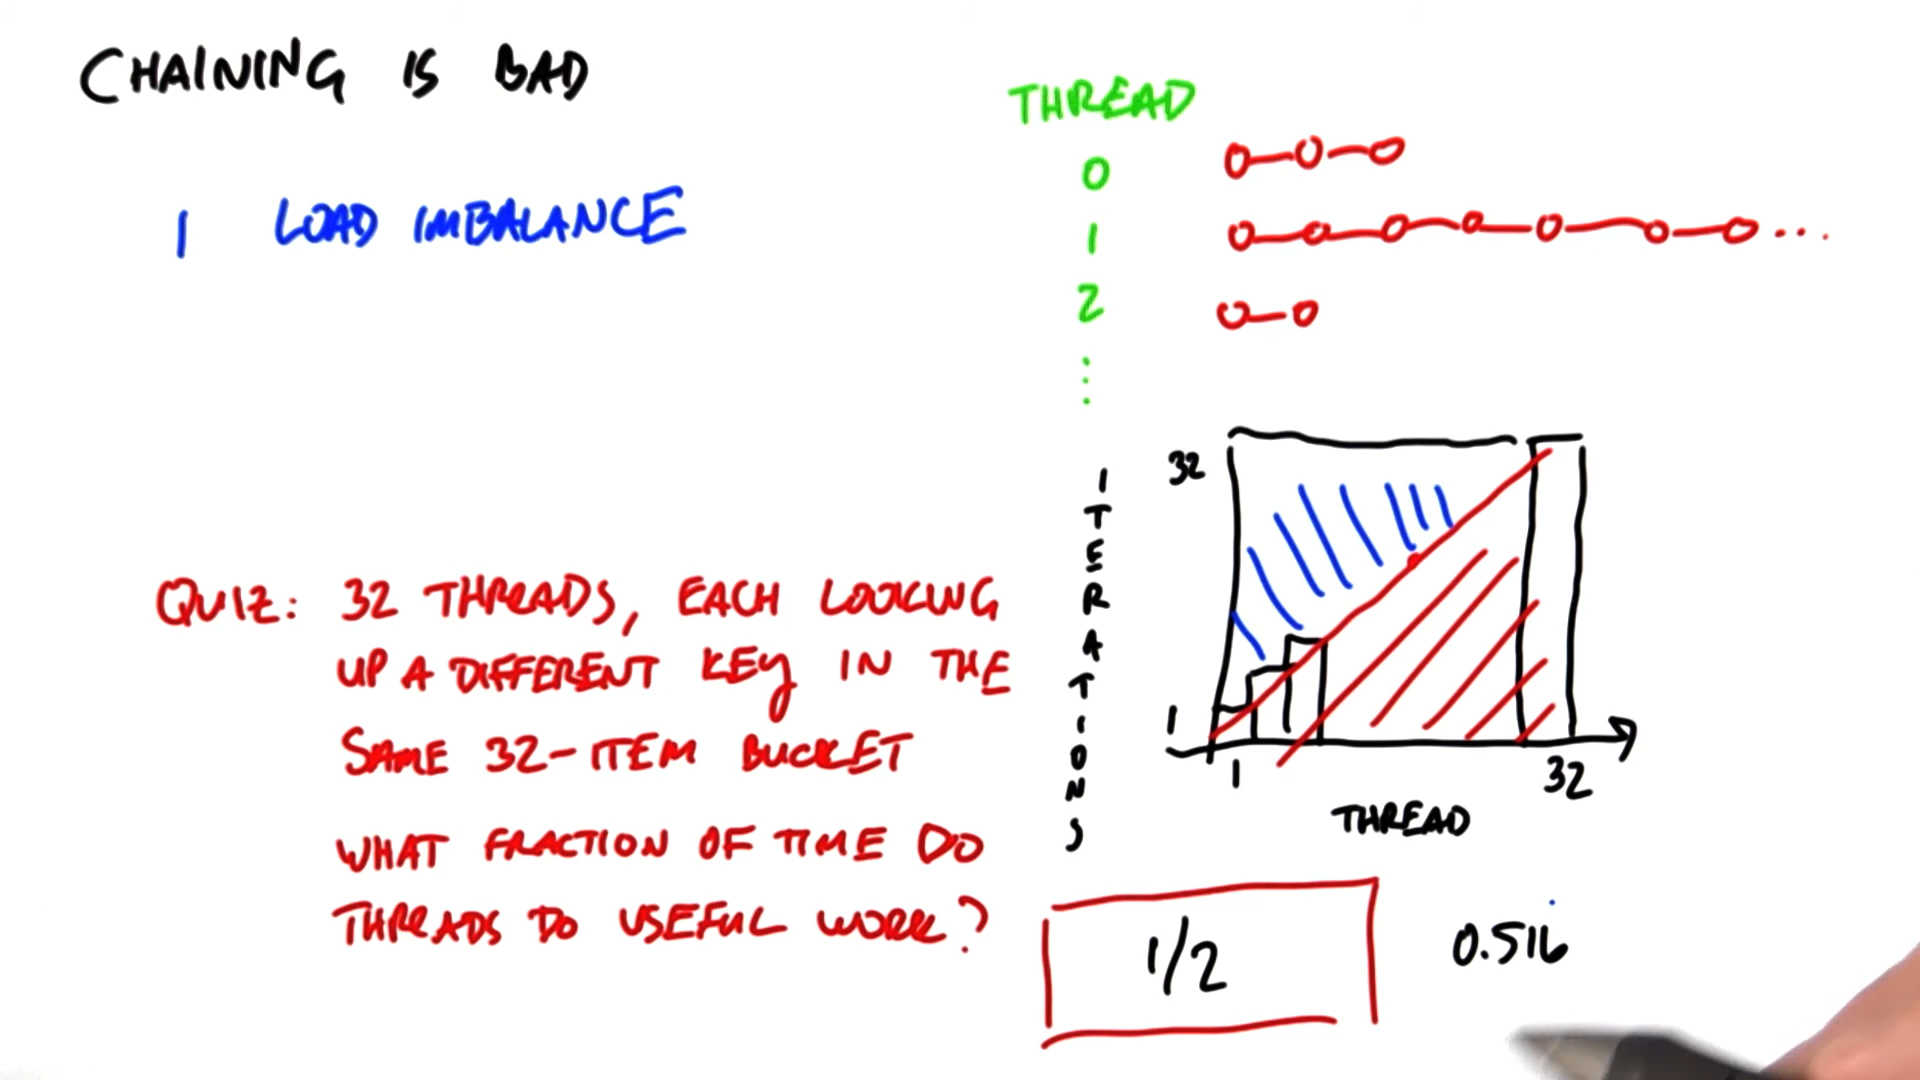 CHAINING IS BAD
THREAD
0
1 LOAD IMBALANCE
1
2
ITERATIONS
32
1
1
32
THREAD
QUIZ: 32 THREADS, EACH LOOKING
UP A DIFFERENT KEY IN THE
SAME 32-ITEM BUCKET
WHAT FRACTION OF TIME DO
THREADS DO USEFUL WORK?
1/2
0.516